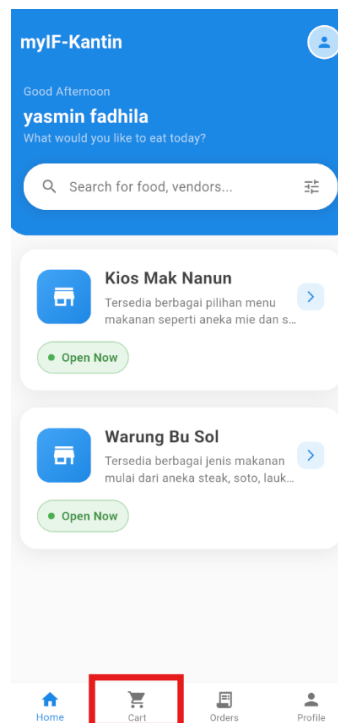 myIF-Kantin
Good Afternoon
yasmin fadhila
What would you like to eat today?
Search for food, vendors...
Kios Mak Nanun
Tersedia berbagai pilihan menu
makanan seperti aneka mie dan s...
Open Now
Warung Bu Sol
Tersedia berbagai jenis makanan
mulai dari aneka steak, soto, lauk...
Open Now
Home Cart Orders Profile